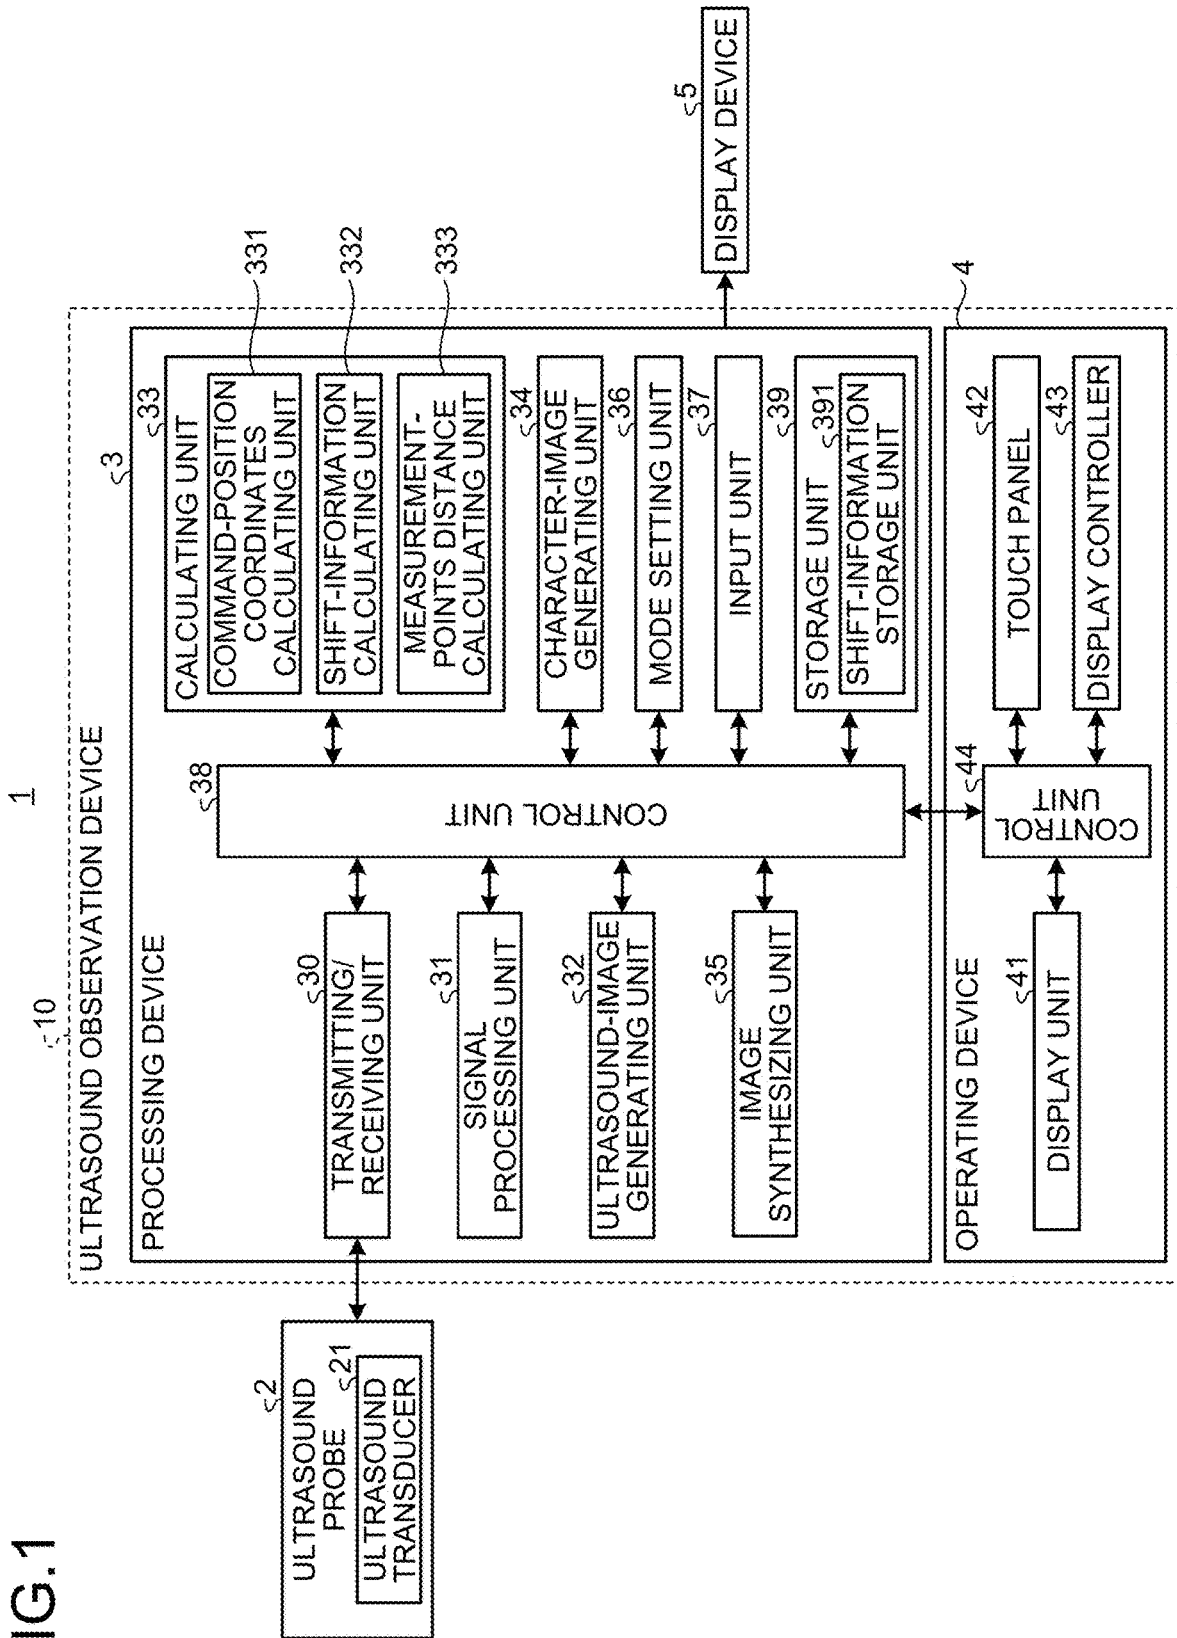 IG.1
1
10
ULTRASOUND OBSERVATION DEVICE
3
PROCESSING DEVICE
2
ULTRASOUND
PROBE
21
ULTRASOUND
TRANSDUCER
30
TRANSMITTING/
RECEIVING UNIT
31
SIGNAL
PROCESSING UNIT
32
ULTRASOUND-IMAGE
GENERATING UNIT
35
IMAGE
SYNTHESIZING UNIT
38
CONTROL UNIT
33
CALCULATING UNIT
COMMAND-POSITION
COORDINATES
CALCULATING UNIT
331
SHIFT-INFORMATION
CALCULATING UNIT
332
MEASUREMENT-
POINTS DISTANCE
CALCULATING UNIT
333
34
CHARACTER-IMAGE
GENERATING UNIT
36
MODE SETTING UNIT
37
INPUT UNIT
39
STORAGE UNIT
391
SHIFT-INFORMATION
STORAGE UNIT
5
DISPLAY DEVICE
4
OPERATING DEVICE
41
DISPLAY UNIT
44
CONTROL
UNIT
42
TOUCH PANEL
43
DISPLAY CONTROLLER